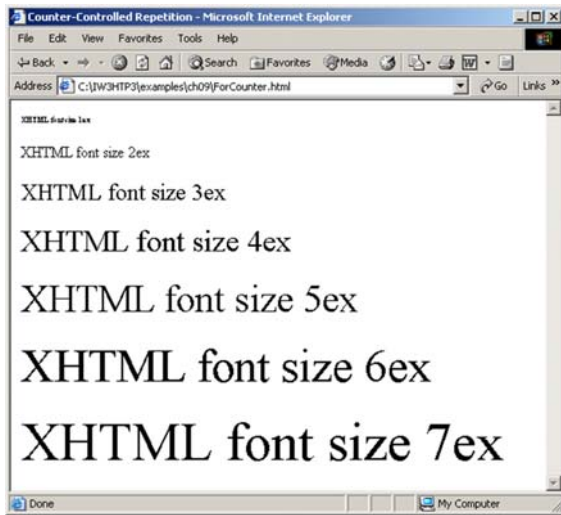 Counter-Controlled Repetition - Microsoft Internet Explorer
File Edit View Favorites Tools Help
Back Search Favorites Media
Address C:\IW3HTP3\examples\ch09\ForCounter.html Go Links »
XHTML font size 1ex
XHTML font size 2ex
XHTML font size 3ex
XHTML font size 4ex
XHTML font size 5ex
XHTML font size 6ex
XHTML font size 7ex
Done My Computer